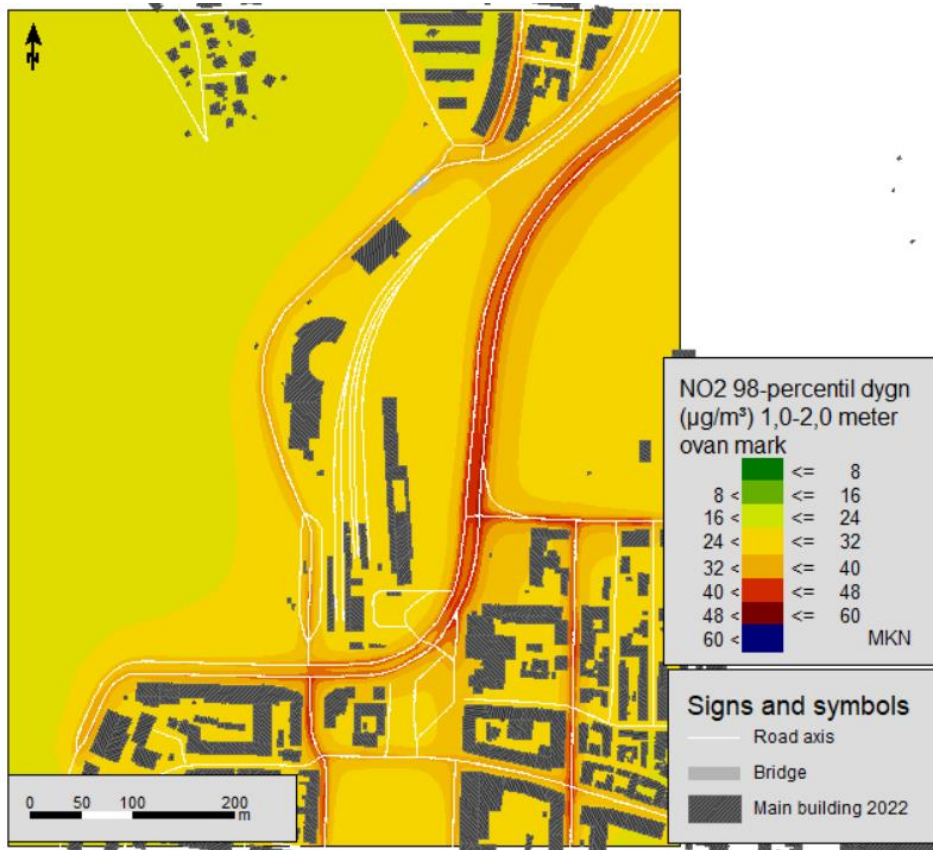 N
NO2 98-percentil dygn
(µg/m³) 1,0-2,0 meter
ovan mark
<= 8
8 < <= 16
16 < <= 24
24 < <= 32
32 < <= 40
40 < <= 48
48 < <= 60
60 < MKN
Signs and symbols
Road axis
Bridge
Main building 2022
0 50 100 200
m